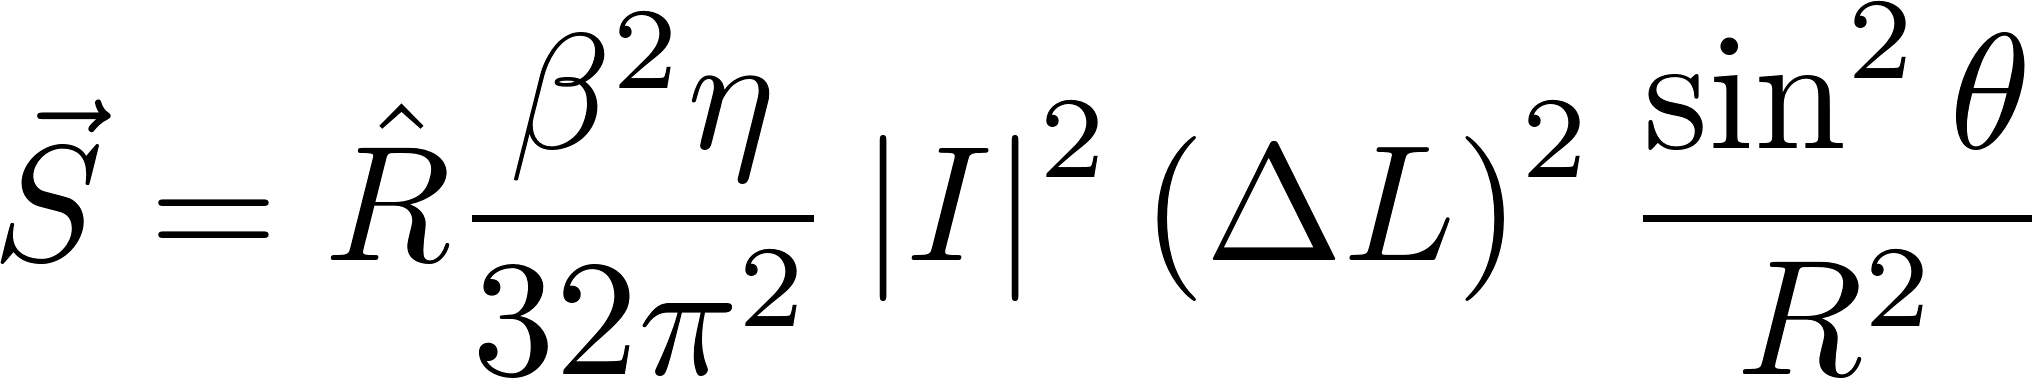 \vec{S} = \hat{R} \frac{\beta^2 \eta}{32\pi^2} |I|^2 (\Delta L)^2 \frac{\sin^2 \theta}{R^2}